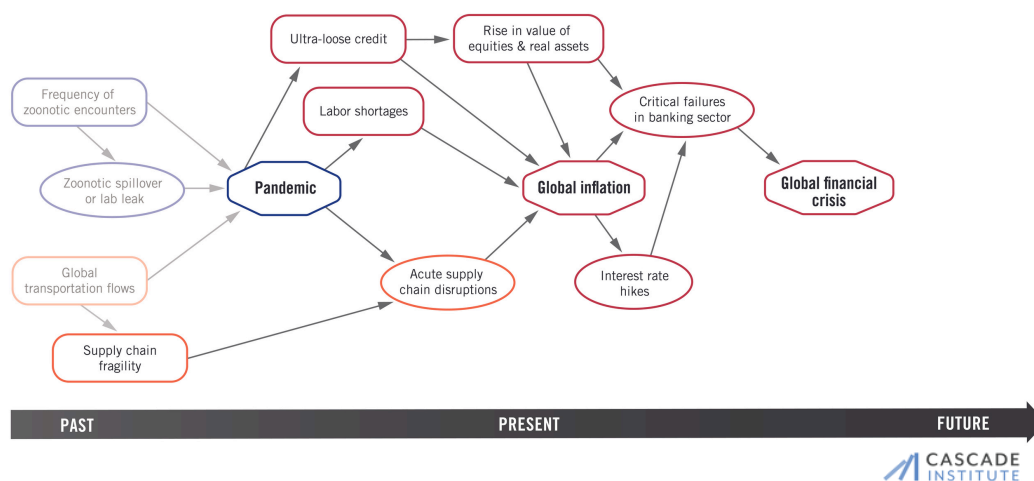 Ultra-loose credit
Rise in value of
equities & real assets
Frequency of
zoonotic encounters
Labor shortages
Critical failures
in banking sector
Zoonotic spillover
or lab leak
Pandemic
Global inflation
Global financial
crisis
Global
transportation flows
Acute supply
chain disruptions
Interest rate
hikes
Supply chain
fragility
PAST
PRESENT
FUTURE
CASCADE
INSTITUTE